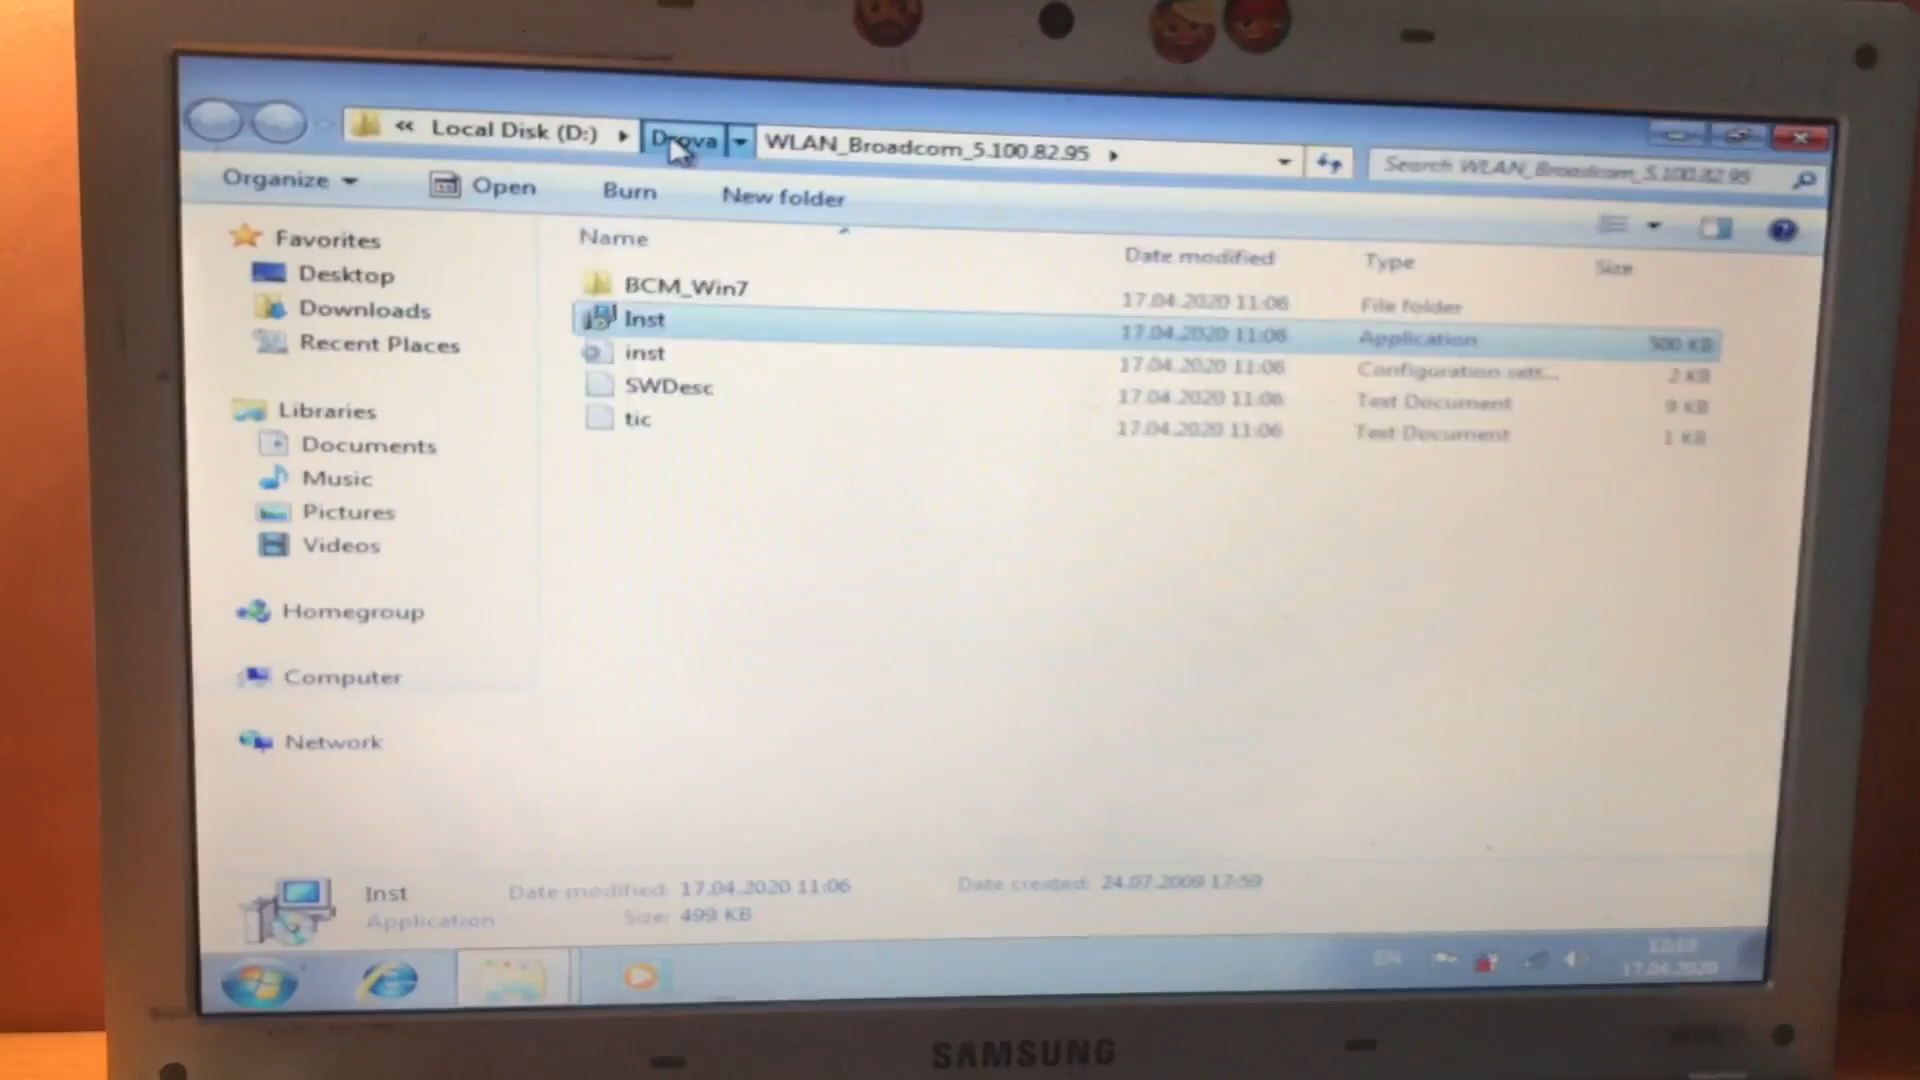 « Local Disk (D:) ▸ Drova WLAN_Broadcom_5.100.82.95 ▸
Search WLAN_Broadcom_5.100.82.95
Organize Open Burn New folder
Favorites
Desktop
Downloads
Recent Places
Libraries
Documents
Music
Pictures
Videos
Homegroup
Computer
Network
Name Date modified Type Size
BCM_Win7 17.04.2020 11:06 File folder
Inst 17.04.2020 11:06 Application 500 KB
inst 17.04.2020 11:06 Configuration sett... 2 KB
SWDesc 17.04.2020 11:06 Text Document 0 KB
tic 17.04.2020 11:06 Text Document 1 KB
Inst Date modified: 17.04.2020 11:06 Date created: 24.07.2009 17:59
Application Size: 499 KB
EN
17.04.2020
SAMSUNG